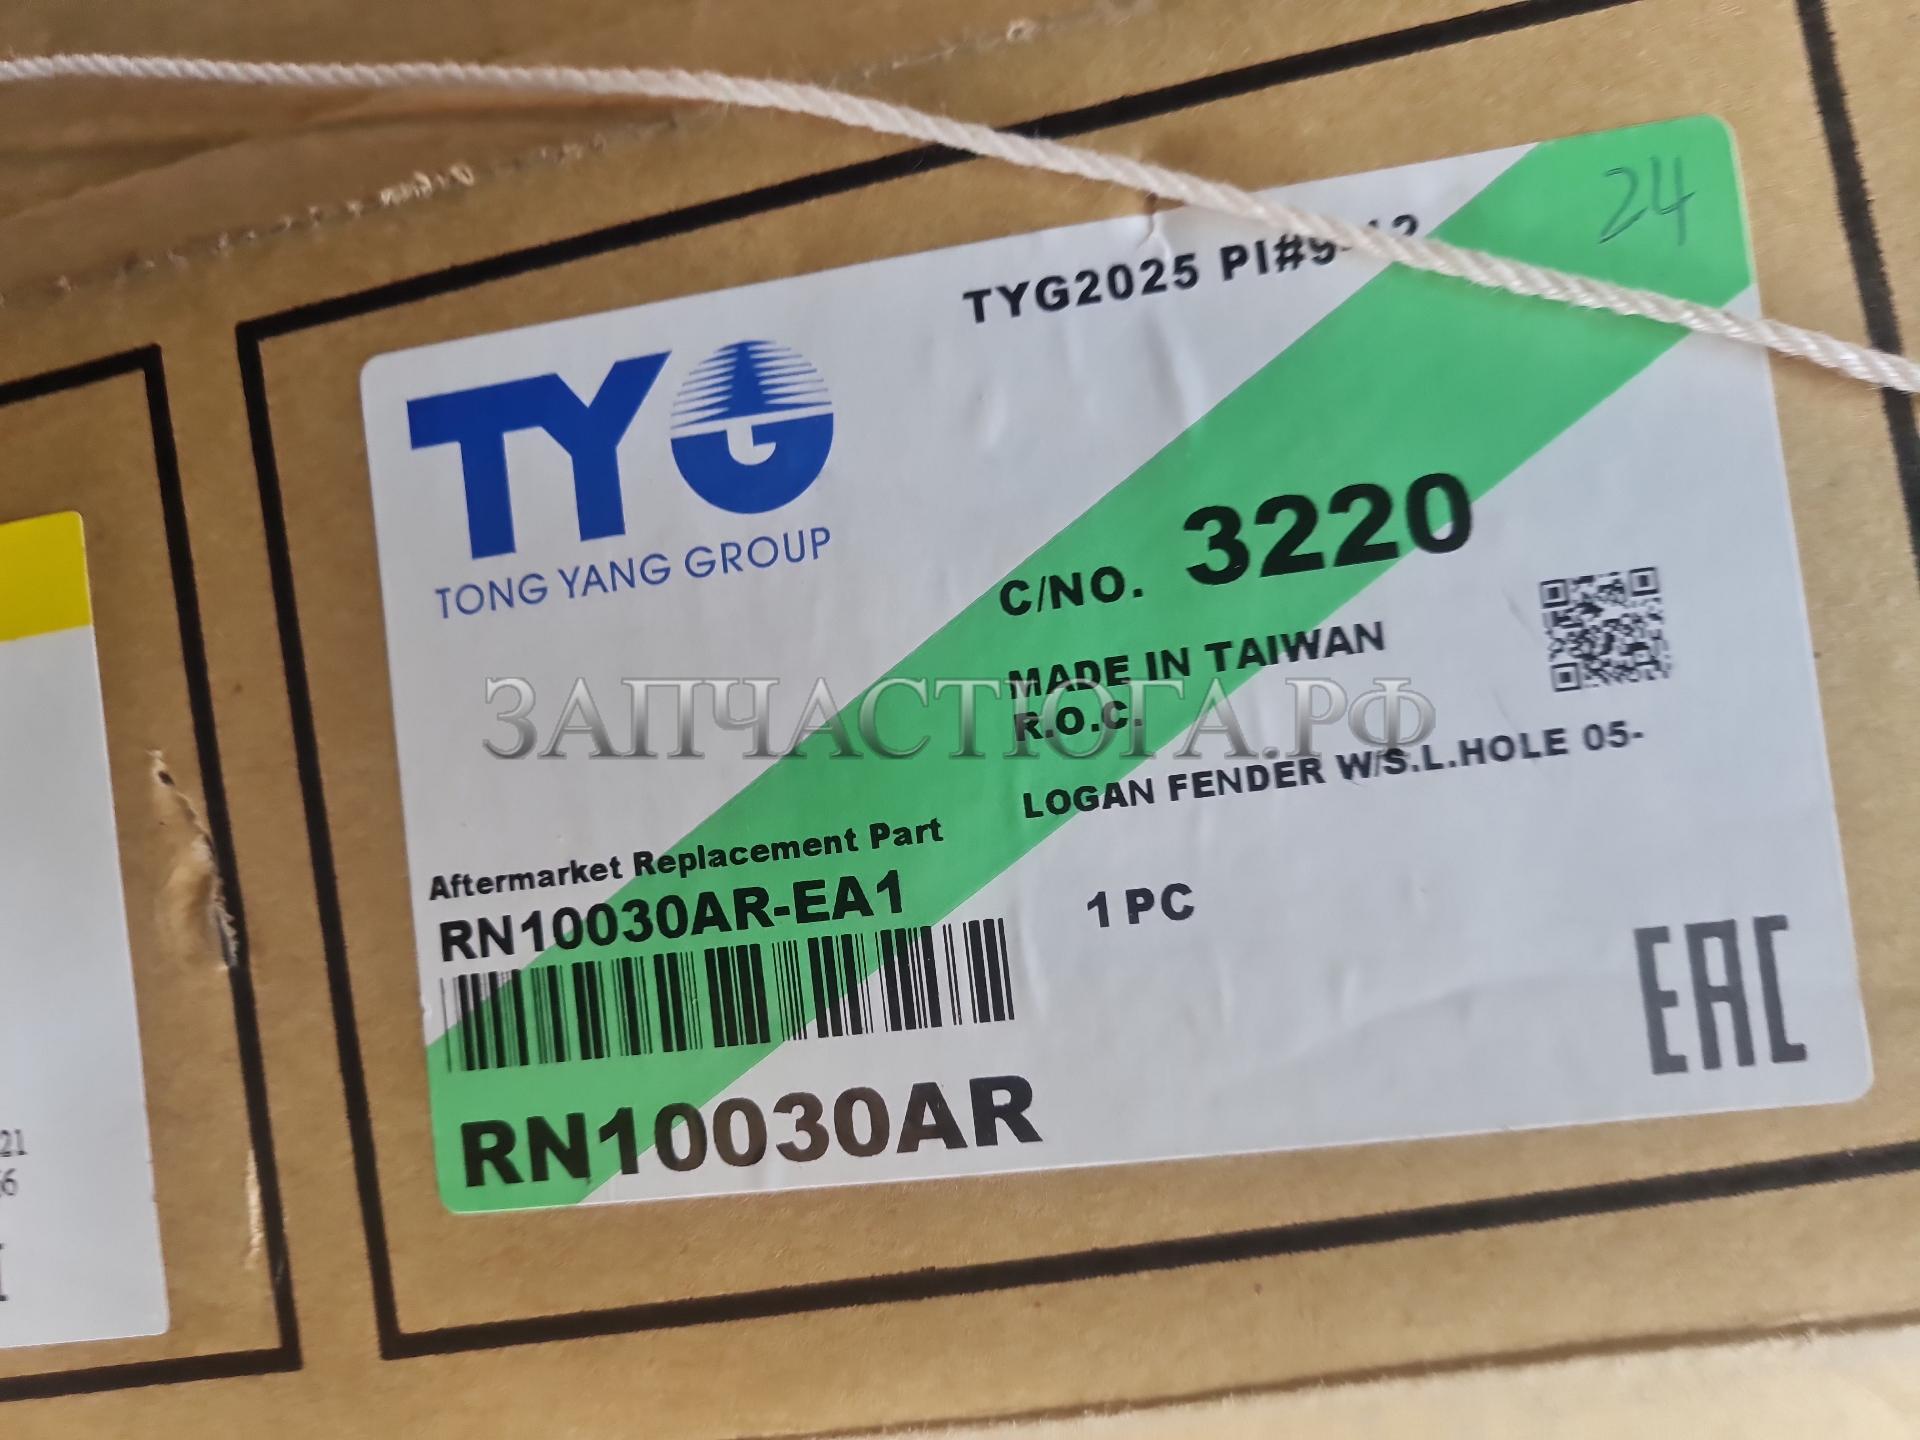 24
TYG2025 PI#
TYG
TONG YANG GROUP
C/NO. 3220
MADE IN TAIWAN
R.O.C.
ЗАПЧАСТЮГА.РФ
LOGAN FENDER W/S.L.HOLE 05-
Aftermarket Replacement Part
RN10030AR-EA1
1 PC
EAC
RN10030AR
21